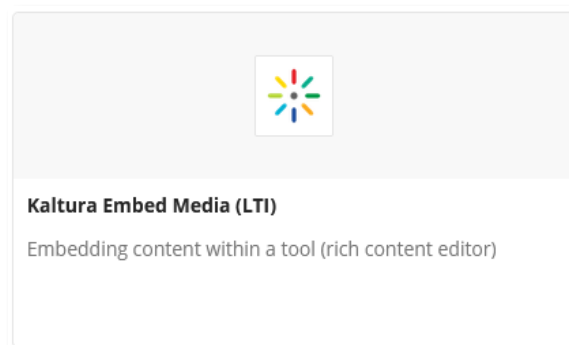 Kaltura Embed Media (LTI)
Embedding content within a tool (rich content editor)